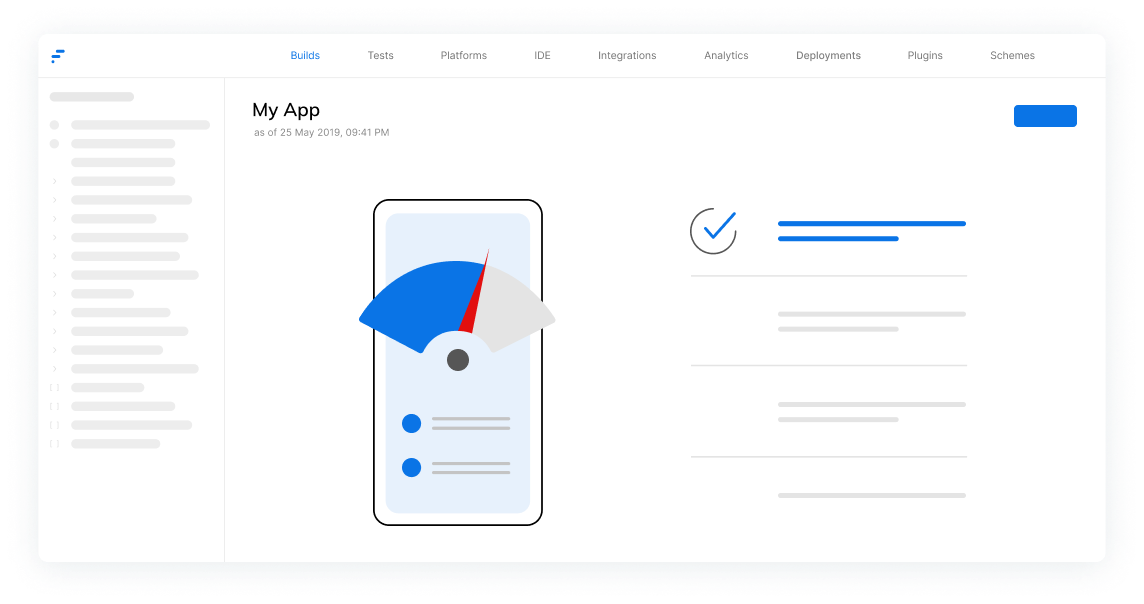 Builds Tests Platforms IDE Integrations Analytics Deployments Plugins Schemes
My App
as of 25 May 2019, 09:41 PM